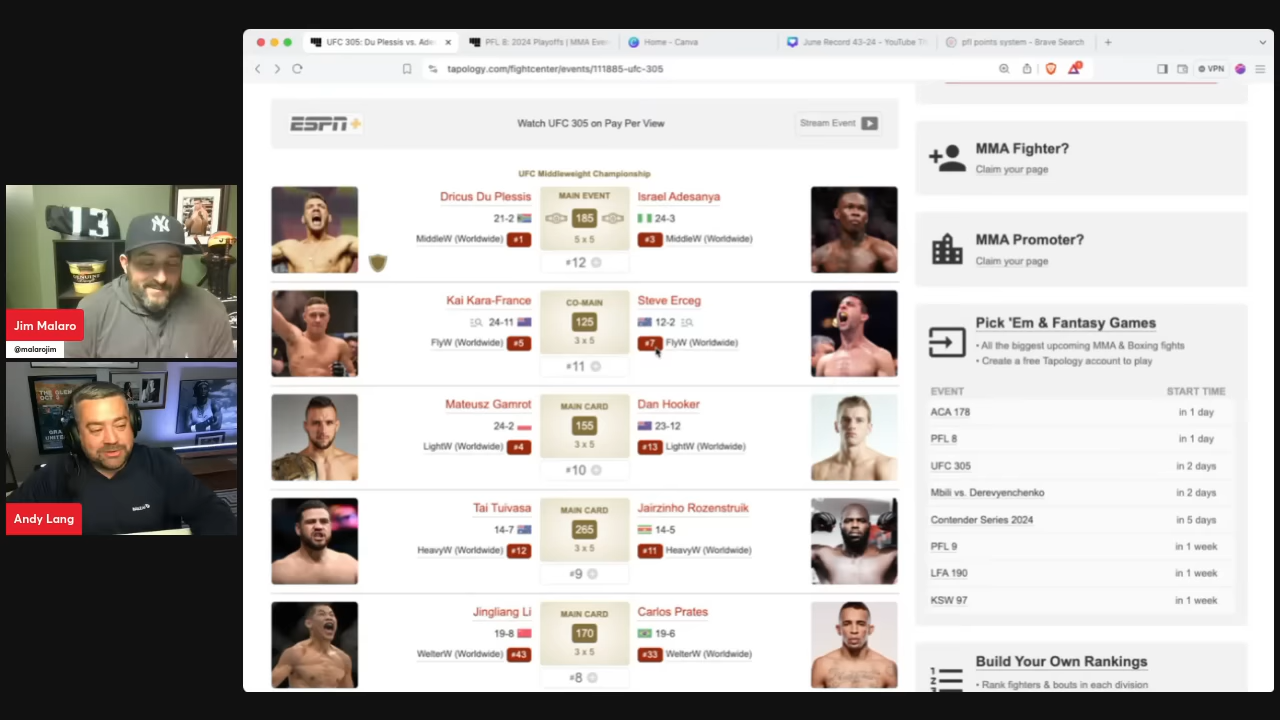 UFC 305: Du Plessis vs. Ade
PFL 8: 2024 Playoffs | MMA Even
Home - Canva
June Record 43-24 - YouTube T
pfl points system - Brave Search
tapology.com/fightcenter/events/111885-ufc-305
VPN
ESPN+
Watch UFC 305 on Pay Per View
Stream Event
UFC Middleweight Championship
Dricus Du Plessis
MAIN EVENT
Israel Adesanya
21-2
185
24-3
MiddleW (Worldwide) #1
5 x 5
#3 MiddleW (Worldwide)
#12
Kai Kara-France
CO-MAIN
Steve Erceg
24-11
125
12-2
FlyW (Worldwide) #5
3 x 5
#7 FlyW (Worldwide)
#11
Mateusz Gamrot
MAIN CARD
Dan Hooker
24-2
155
23-12
LightW (Worldwide) #4
3 x 5
#13 LightW (Worldwide)
#10
Tai Tuivasa
MAIN CARD
Jairzinho Rozenstruik
14-7
265
14-5
HeavyW (Worldwide) #12
3 x 5
#11 HeavyW (Worldwide)
#9
Jingliang Li
MAIN CARD
Carlos Prates
19-8
170
19-6
WelterW (Worldwide) #43
3 x 5
#33 WelterW (Worldwide)
#8
MMA Fighter?
Claim your page
MMA Promoter?
Claim your page
Pick 'Em & Fantasy Games
• All the biggest upcoming MMA & Boxing fights
• Create a free Tapology account to play
EVENT START TIME
ACA 178 in 1 day
PFL 8 in 1 day
UFC 305 in 2 days
Mbili vs. Derevyenchenko in 2 days
Contender Series 2024 in 5 days
PFL 9 in 1 week
LFA 190 in 1 week
KSW 97 in 1 week
Build Your Own Rankings
• Rank fighters & bouts in each division
13
NY
GENUINE
Jim Malaro
@malarojim
Andy Lang